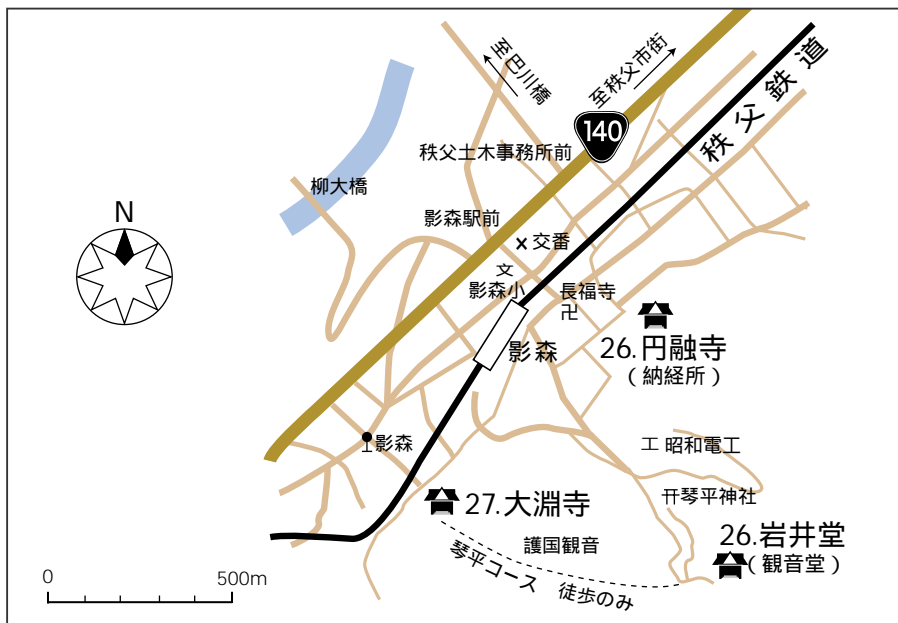 至巴川橋
至秩父市街
140
秩父鉄道
秩父土木事務所前
柳大橋
N
影森駅前
交番
文
影森小
長福寺
卍
影森
26.円融寺
(納経所)
影森
工 昭和電工
琴平神社
27.大淵寺
護国観音
26.岩井堂
(観音堂)
琴平コース 徒歩のみ
0 500m